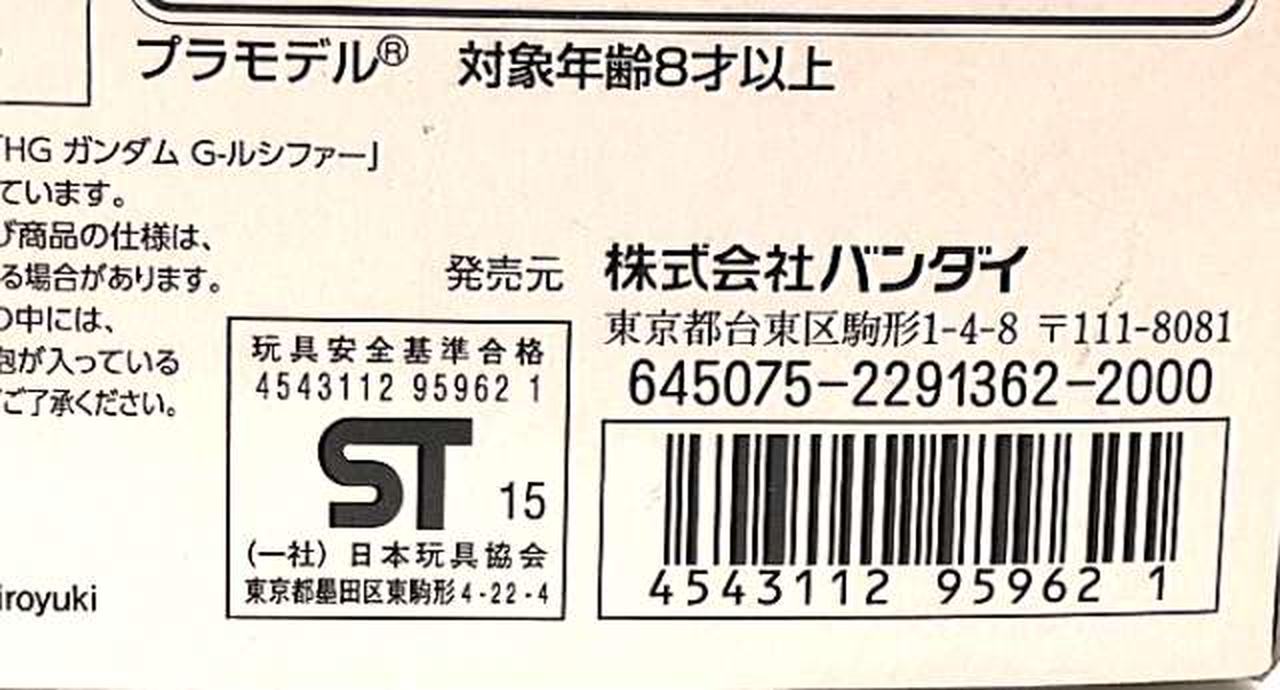 プラモデル® 対象年齢8才以上
「HG ガンダム G-ルシファー」
ています。
び商品の仕様は、
る場合があります。
の中には、
泡が入っている
ご了承ください。
発売元 株式会社バンダイ
東京都台東区駒形1-4-8 〒111-8081
645075-2291362-2000
玩具安全基準合格
4543112 95962 1
ST 15
(一社) 日本玩具協会
東京都墨田区東駒形4-22-4
4543112 95962 1
iroyuki